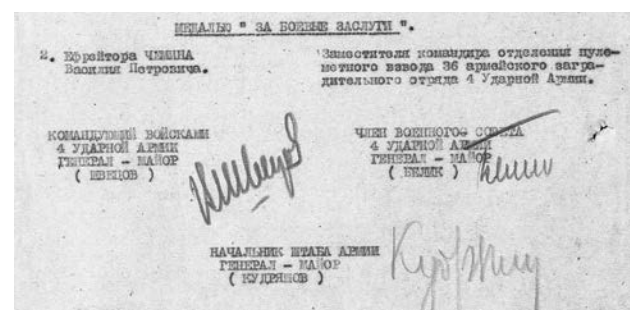 МЕДАЛЬЮ " ЗА БОЕВЫЕ ЗАСЛУГИ ".
2. Ефрейтора ЧЕМИНА
Василия Петровича.
Заместителя командира отделения пуле-
метного взвода 36 армейского загра-
дительного отряда 4 Ударной Армии.
КОМАНДУЮЩИЙ ВОЙСКАМИ
4 УДАРНОЙ АРМИИ
ГЕНЕРАЛ - МАЙОР
( ШВЕЦОВ )
ЧЛЕН ВОЕННОГО СОВЕТА
4 УДАРНОЙ АРМИИ
ГЕНЕРАЛ - МАЙОР
( БЕЛИК )
НАЧАЛЬНИК ШТАБА АРМИИ
ГЕНЕРАЛ - МАЙОР
( КУДРЯШОВ )